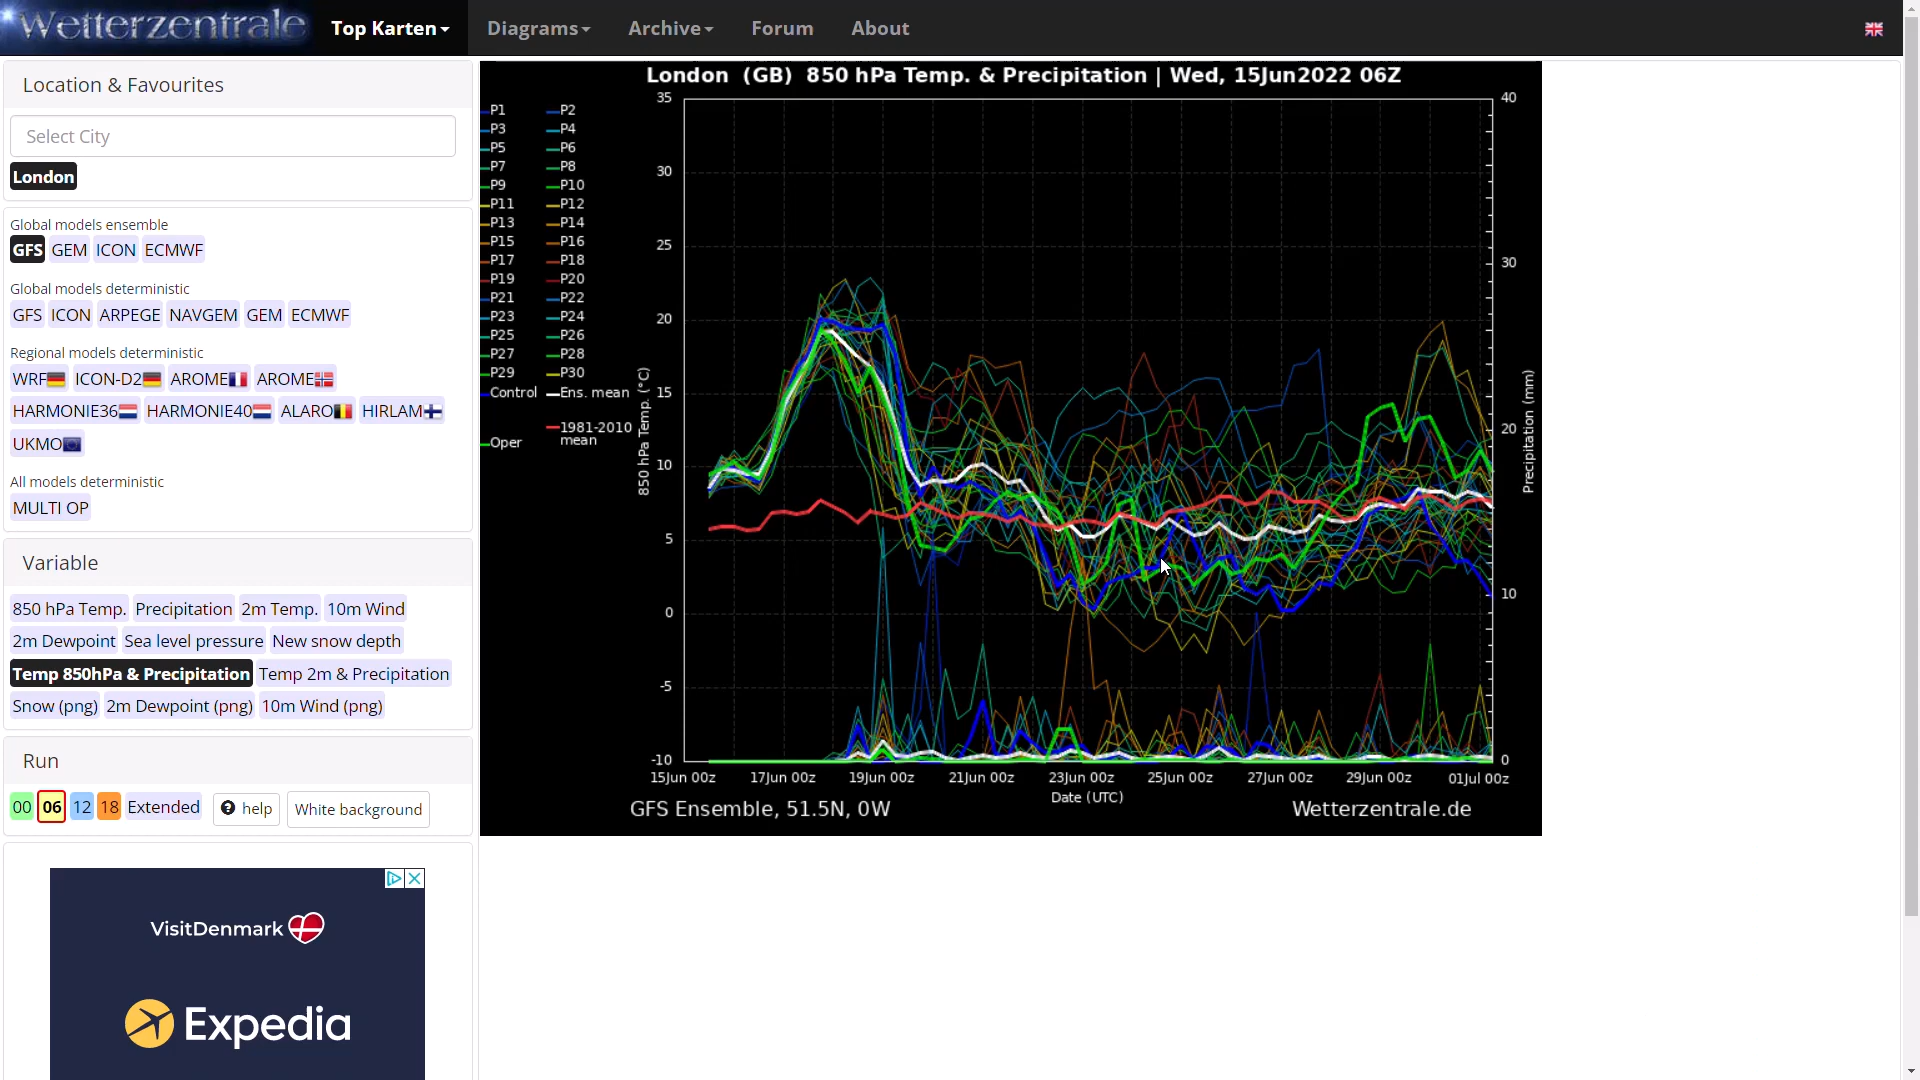 Wetterzentrale
Top Karten
Diagrams
Archive
Forum
About
Location & Favourites
Select City
London
Global models ensemble
GFS GEM ICON ECMWF
Global models deterministic
GFS ICON ARPEGE NAVGEM GEM ECMWF
Regional models deterministic
WRF ICON-D2 AROME AROME
HARMONIE36 HARMONIE40 ALARO HIRLAM
UKMO
All models deterministic
MULTI OP
Variable
850 hPa Temp. Precipitation 2m Temp. 10m Wind
2m Dewpoint Sea level pressure New snow depth
Temp 850hPa & Precipitation Temp 2m & Precipitation
Snow (png) 2m Dewpoint (png) 10m Wind (png)
Run
00 06 12 18 Extended help White background
VisitDenmark
Expedia
London (GB) 850 hPa Temp. & Precipitation | Wed, 15Jun2022 06Z
P1 P2
P3 P4
P5 P6
P7 P8
P9 P10
P11 P12
P13 P14
P15 P16
P17 P18
P19 P20
P21 P22
P23 P24
P25 P26
P27 P28
P29 P30
Control Ens. mean
Oper 1981-2010
mean
850 hPa Temp. (°C)
35
30
25
20
15
10
5
0
-5
-10
40
30
20
10
0
Precipitation (mm)
15Jun 00z 17Jun 00z 19Jun 00z 21Jun 00z 23Jun 00z 25Jun 00z 27Jun 00z 29Jun 00z 01Jul 00z
Date (UTC)
GFS Ensemble, 51.5N, 0W
Wetterzentrale.de